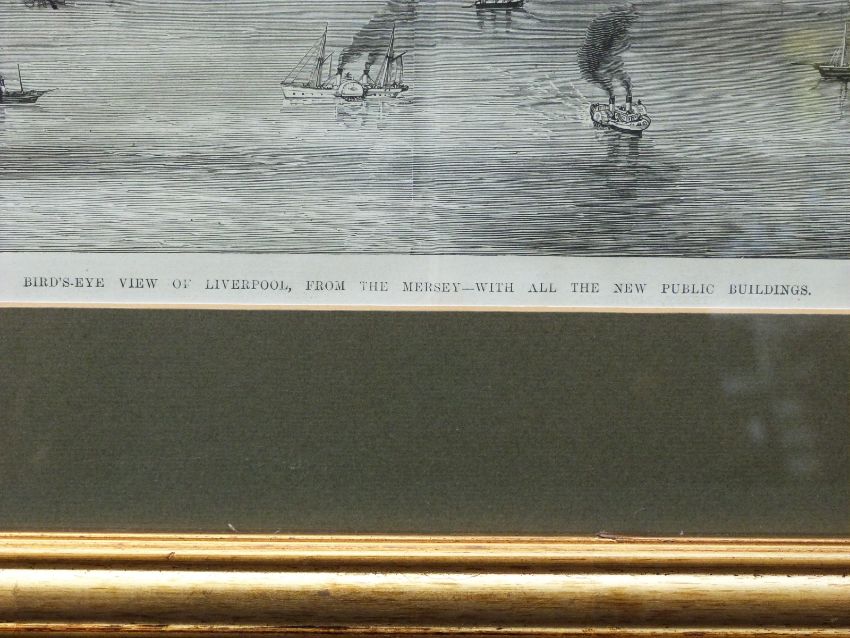 BIRD'S-EYE VIEW OF LIVERPOOL, FROM THE MERSEY—WITH ALL THE NEW PUBLIC BUILDINGS.